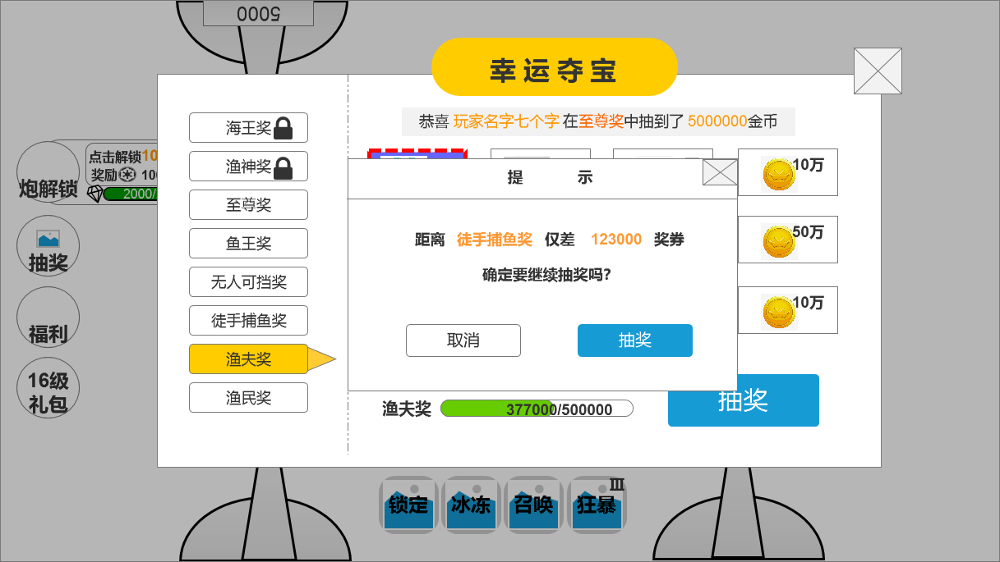 5000
幸运夺宝
恭喜 玩家名字七个字 在至尊奖中抽到了 5000000金币
海王奖
渔神奖
至尊奖
鱼王奖
无人可挡奖
徒手捕鱼奖
渔夫奖
渔民奖
点击解锁10
奖励 10
2000/
炮解锁
抽奖
福利
16级
礼包
提 示
距离 徒手捕鱼奖 仅差 123000 奖券
确定要继续抽奖吗?
取消
抽奖
10万
50万
10万
渔夫奖
377000/500000
抽奖
锁定
冰冻
召唤
狂暴
III